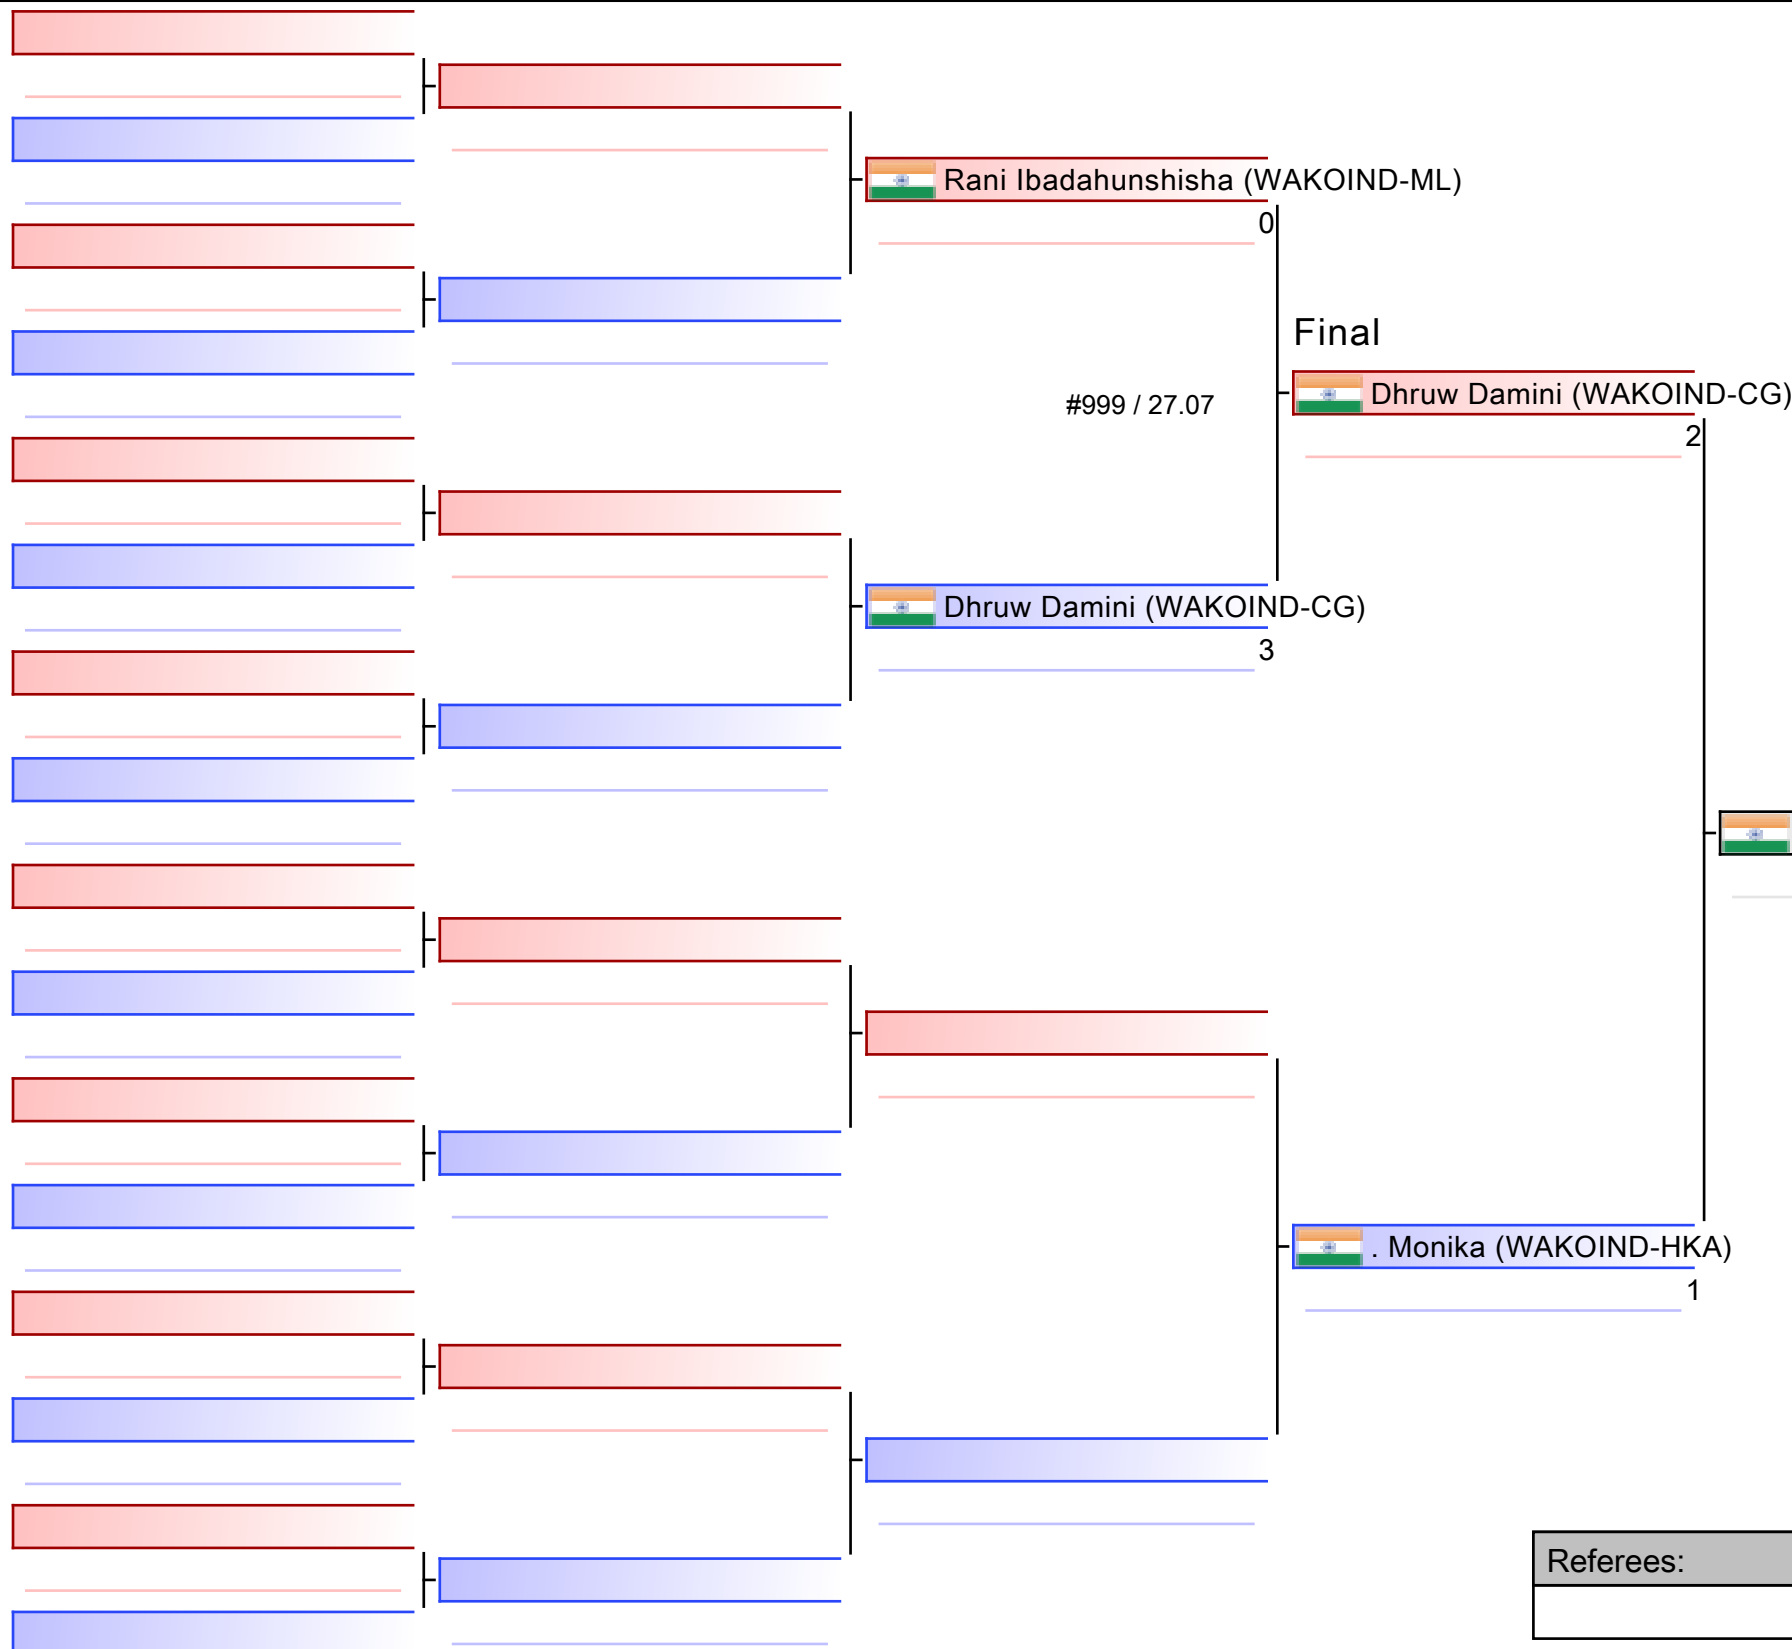 Rani Ibadahunshisha (WAKOIND-ML)
0
Final
#999 / 27.07
Dhruw Damini (WAKOIND-CG)
2
Dhruw Damini (WAKOIND-CG)
3
. Monika (WAKOIND-HKA)
1
Referees: